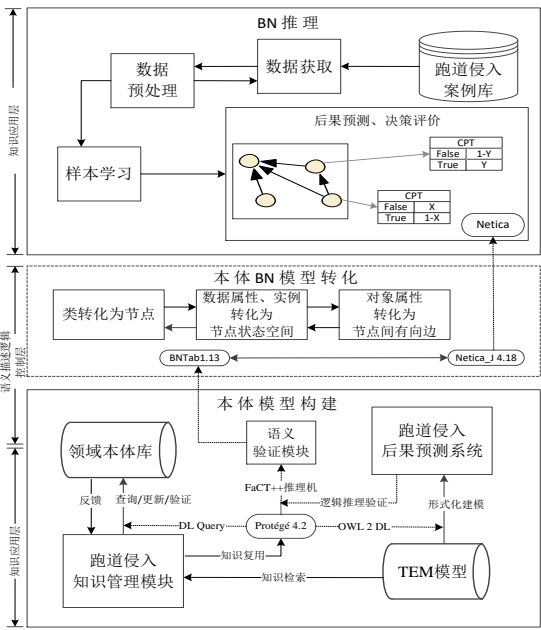 BN 推理
数据
预处理
数据获取
跑道侵入
案例库
知识应用层
后果预测、决策评价
样本学习
CPT
False 1-Y
True Y
CPT
False X
True 1-X
Netica
本体 BN 模型转化
类转化为节点
数据属性、实例
转化为
节点状态空间
对象属性
转化为
节点间有向边
语义描述逻辑
控制层
BNTab1.13
Netica_J 4.18
本体模型构建
领域本体库
语义
验证模块
跑道侵入
后果预测系统
FaCT++推理机
反馈
查询/更新/验证
逻辑推理验证
形式化建模
DL Query
Protégé 4.2
OWL 2 DL
知识应用层
跑道侵入
知识管理模块
知识复用
知识检索
TEM模型